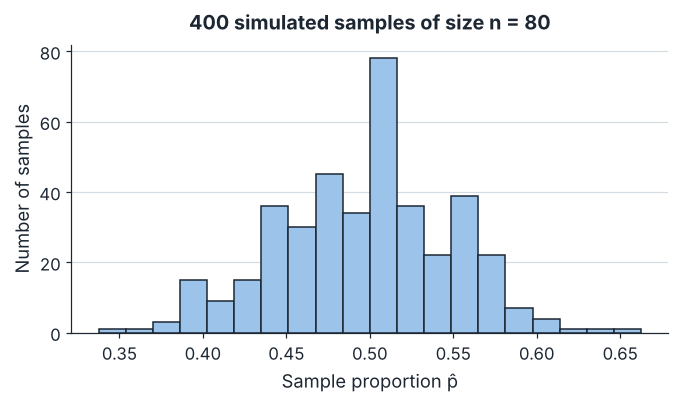 400 simulated samples of size n = 80
Number of samples
80
60
40
20
0
0.35 0.40 0.45 0.50 0.55 0.60 0.65
Sample proportion p̂